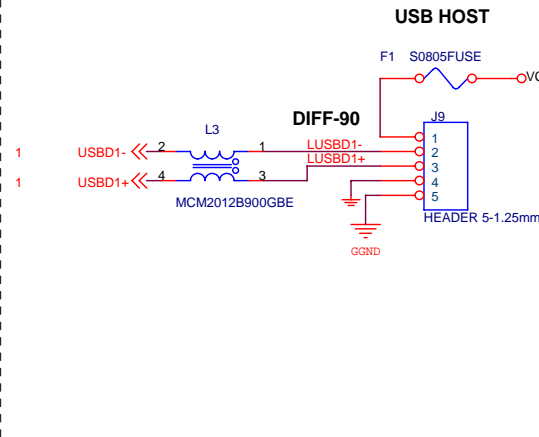 USB HOST
F1 S0805FUSE
DIFF-90
J9
L3
1 USBD1- 2 1 LUSBD1- 1
2
1 USBD1+ 4 3 LUSBD1+ 3
4
5
MCM2012B900GBE
HEADER 5-1.25mm
GGND